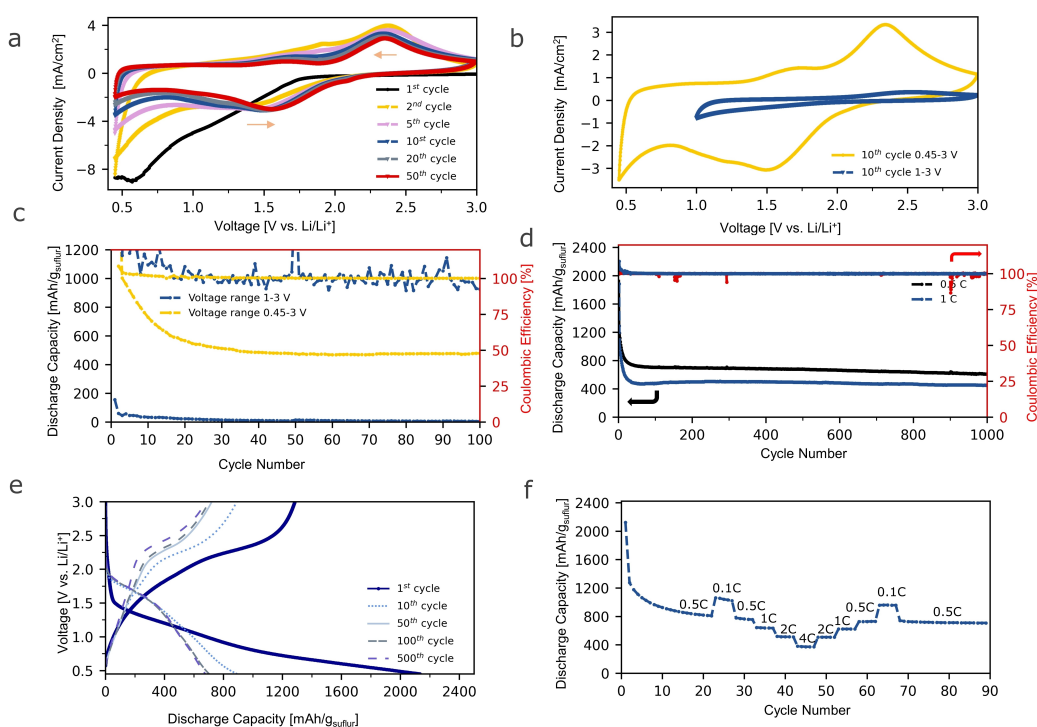 a
Current Density [mA/cm²]
4
0
−4
−8
0.5 1.0 1.5 2.0 2.5 3.0
Voltage [V vs. Li/Li⁺]
1ˢᵗ cycle
2ⁿᵈ cycle
5ᵗʰ cycle
10ˢᵗ cycle
20ᵗʰ cycle
50ᵗʰ cycle
b
Current Density [mA/cm²]
3
2
1
0
−1
−2
−3
0.5 1.0 1.5 2.0 2.5 3.0
Voltage [V vs. Li/Li⁺]
10ᵗʰ cycle 0.45-3 V
10ᵗʰ cycle 1-3 V
c
Discharge Capacity [mAh/g_suflur]
1200
1000
800
600
400
200
0
0 10 20 30 40 50 60 70 80 90 100
Cycle Number
Voltage range 1-3 V
Voltage range 0.45-3 V
100
75
50
25
0
Coulombic Efficiency [%]
d
Discharge Capacity [mAh/g_suflur]
2400
2000
1600
1200
800
400
0
0 200 400 600 800 1000
Cycle Number
0.5 C
1 C
100
75
50
25
0
Coulombic Efficiency [%]
e
Voltage [V vs. Li/Li⁺]
3.0
2.5
2.0
1.5
1.0
0.5
0 400 800 1200 1600 2000 2400
Discharge Capacity [mAh/g_suflur]
1ˢᵗ cycle
10ᵗʰ cycle
50ᵗʰ cycle
100ᵗʰ cycle
500ᵗʰ cycle
f
Discharge Capacity [mAh/g_suflur]
2400
2000
1600
1200
800
400
0
0 10 20 30 40 50 60 70 80 90
Cycle Number
0.5C
0.1C
0.5C
1C
2C
4C
2C
1C
0.5C
0.1C
0.5C